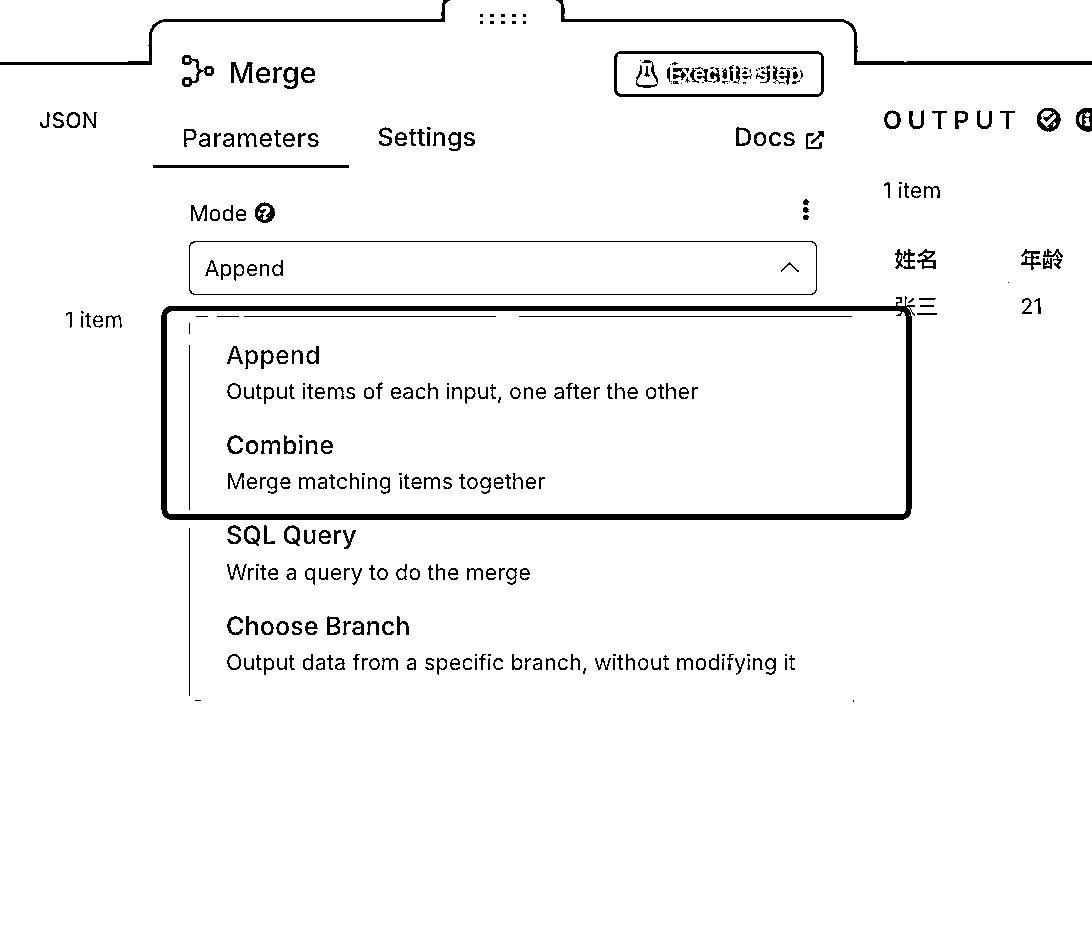 Merge
Execute step
JSON
OUTPUT
Parameters
Settings
Docs
1 item
Mode
姓名
年龄
Append
张三
21
1 item
Append
Output items of each input, one after the other
Combine
Merge matching items together
SQL Query
Write a query to do the merge
Choose Branch
Output data from a specific branch, without modifying it